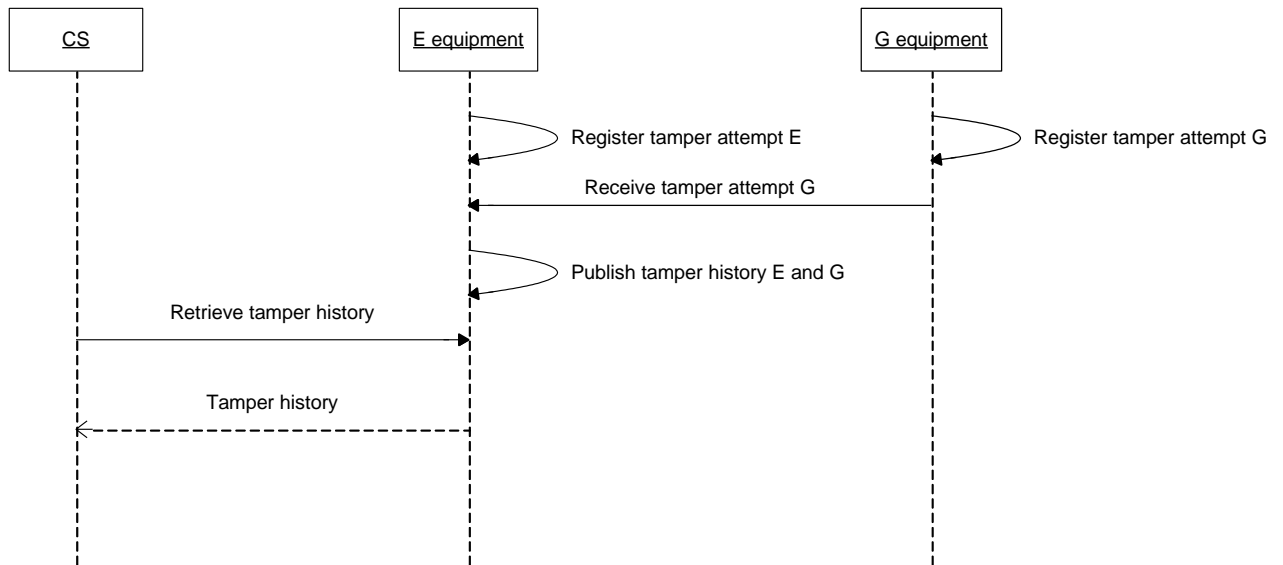 CS
E equipment
G equipment
Register tamper attempt E
Register tamper attempt G
Receive tamper attempt G
Publish tamper history E and G
Retrieve tamper history
Tamper history